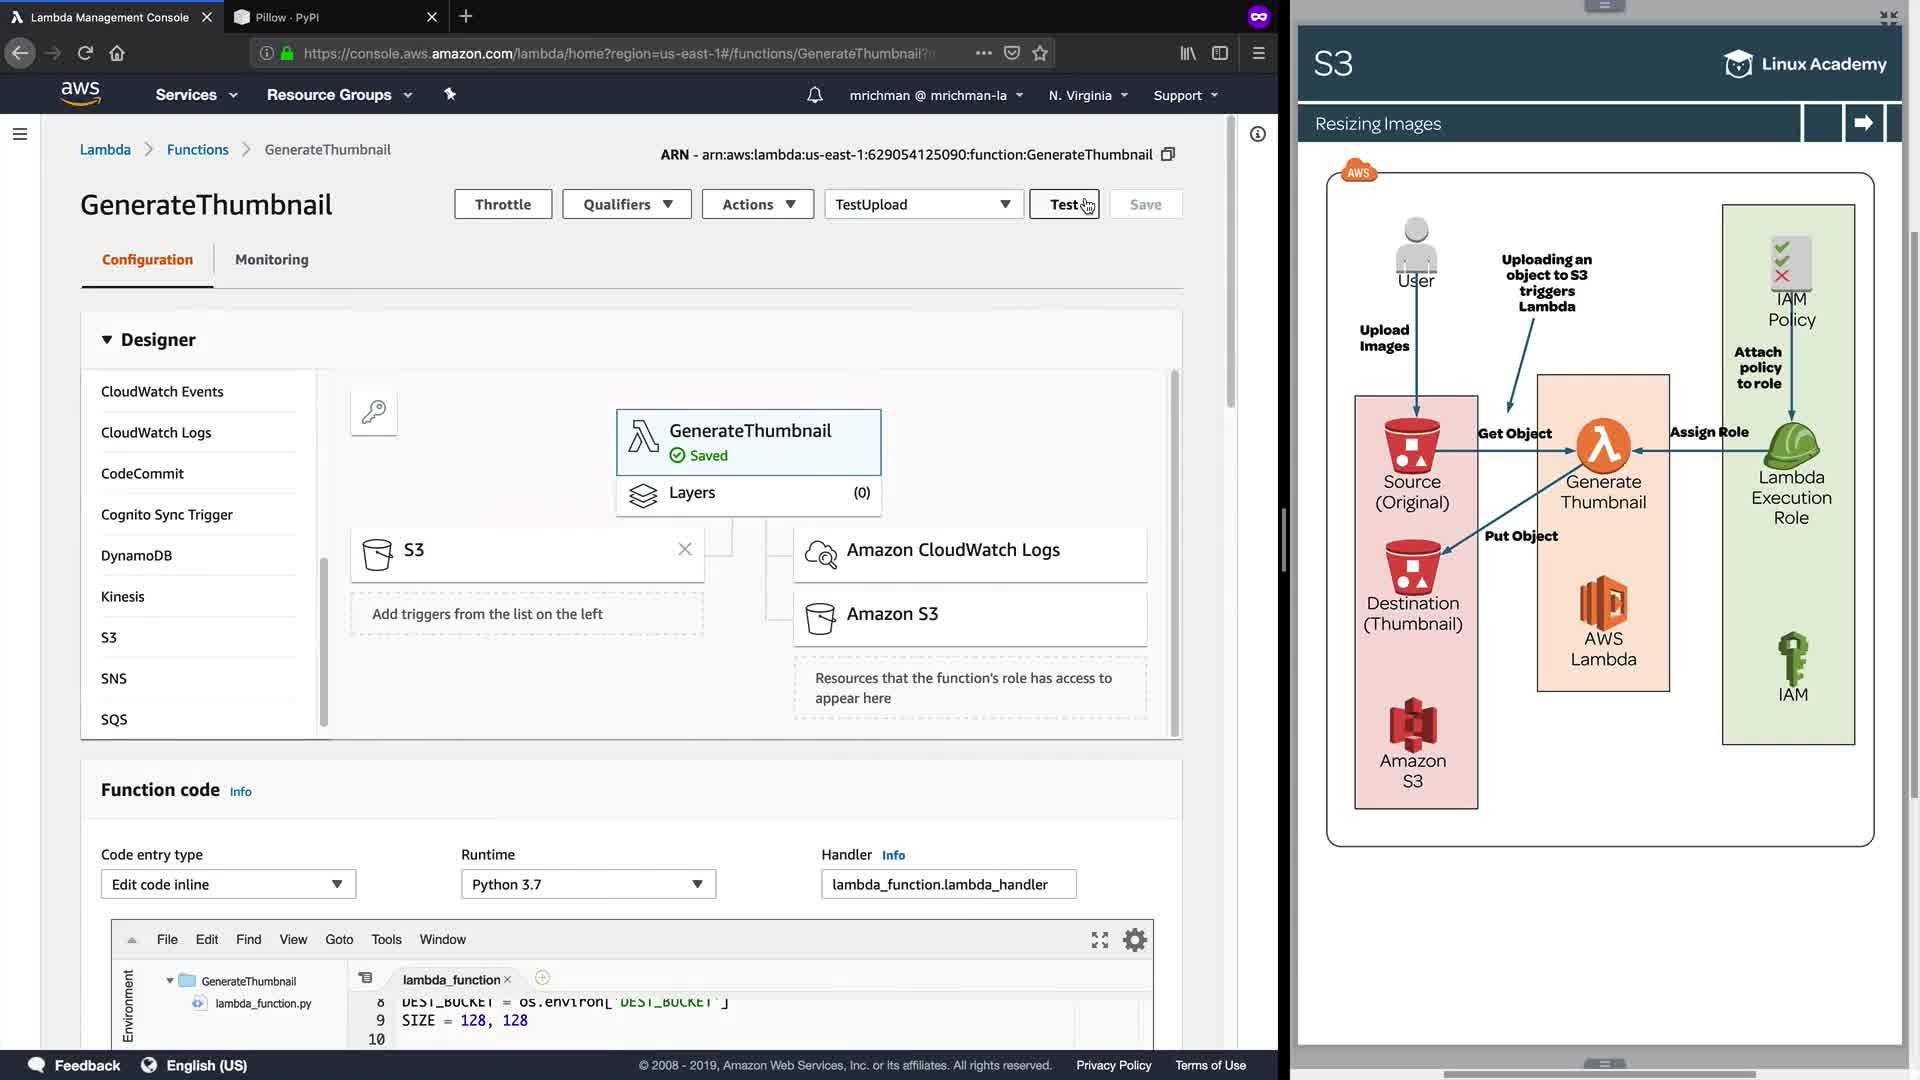 Lambda Management Console
Pillow · PyPI
https://console.aws.amazon.com/lambda/home?region=us-east-1#/functions/GenerateThumbnail?
aws
Services
Resource Groups
mrichman @ mrichman-la
N. Virginia
Support
Lambda
Functions
GenerateThumbnail
ARN - arn:aws:lambda:us-east-1:629054125090:function:GenerateThumbnail
GenerateThumbnail
Throttle
Qualifiers
Actions
TestUpload
Test
Save
Configuration
Monitoring
Designer
CloudWatch Events
CloudWatch Logs
CodeCommit
Cognito Sync Trigger
DynamoDB
Kinesis
S3
SNS
SQS
GenerateThumbnail
Saved
Layers
(0)
S3
Add triggers from the list on the left
Amazon CloudWatch Logs
Amazon S3
Resources that the function's role has access to
appear here
Function code Info
Code entry type
Edit code inline
Runtime
Python 3.7
Handler Info
lambda_function.lambda_handler
File Edit Find View Goto Tools Window
Environment
GenerateThumbnail
lambda_function.py
lambda_function
8 DEST_BUCKET = os.environ['DEST_BUCKET']
9 SIZE = 128, 128
10
Feedback
English (US)
© 2008 - 2019, Amazon Web Services, Inc. or its affiliates. All rights reserved.
Privacy Policy
Terms of Use
S3
Linux Academy
Resizing Images
AWS
User
Uploading an
object to S3
triggers
Lambda
IAM
Policy
Upload
Images
Attach
policy
to role
Get Object
Assign Role
Source
(Original)
Generate
Thumbnail
Lambda
Execution
Role
Put Object
Destination
(Thumbnail)
AWS
Lambda
IAM
Amazon
S3